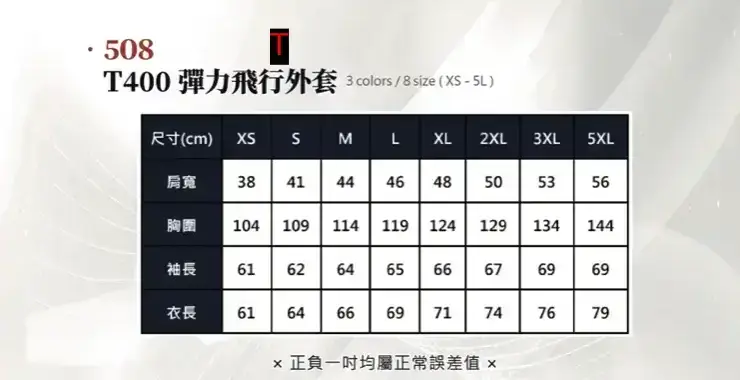 · 508
T
T400 彈力飛行外套 3 colors / 8 size ( XS - 5L )
尺寸(cm) XS S M L XL 2XL 3XL 5XL
肩寬 38 41 44 46 48 50 53 56
胸圍 104 109 114 119 124 129 134 144
袖長 61 62 64 65 66 67 69 69
衣長 61 64 66 69 71 74 76 79
× 正負一吋均屬正常誤差值 ×